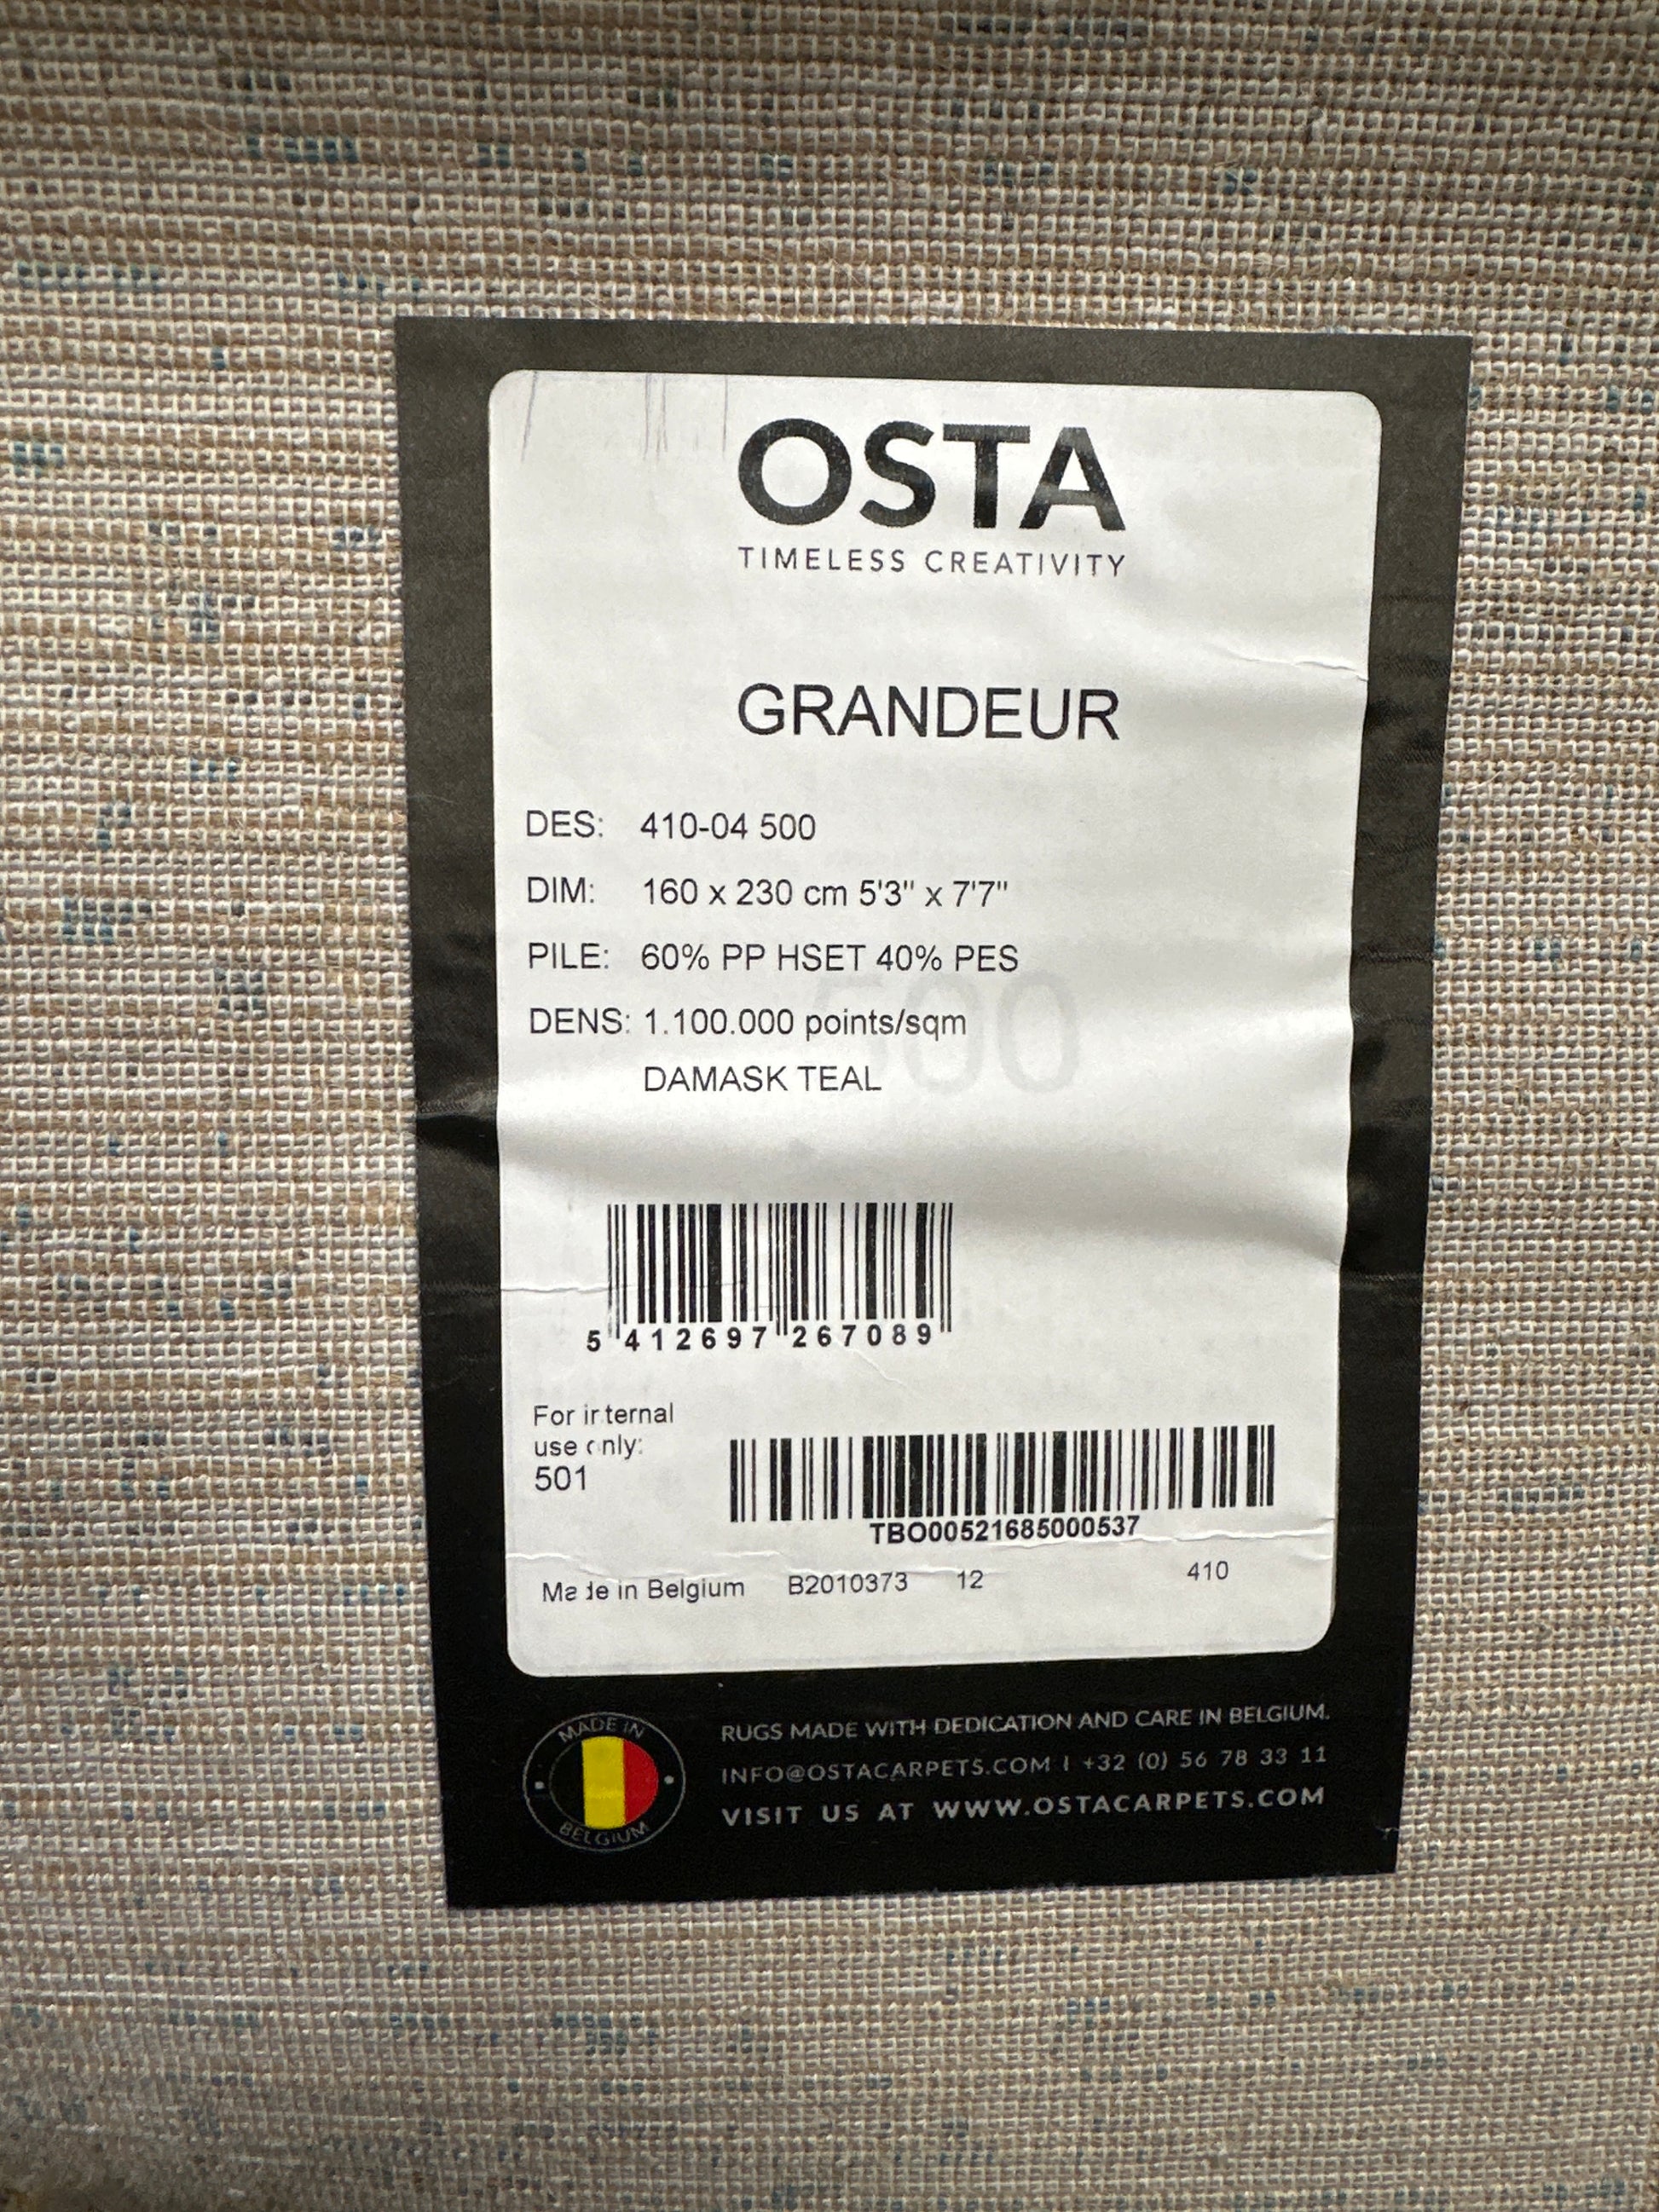 OSTA
TIMELESS CREATIVITY
GRANDEUR
DES: 410-04 500
DIM: 160 x 230 cm 5'3" x 7'7"
PILE: 60% PP HSET 40% PES
DENS: 1.100.000 points/sqm
500
DAMASK TEAL
5 412697 267089
For internal
use only:
501
TBO00521685000537
Made in Belgium B2010373 12 410
MADE IN
BELGIUM
RUGS MADE WITH DEDICATION AND CARE IN BELGIUM.
INFO@OSTACARPETS.COM I +32 (0) 56 78 33 11
VISIT US AT WWW.OSTACARPETS.COM